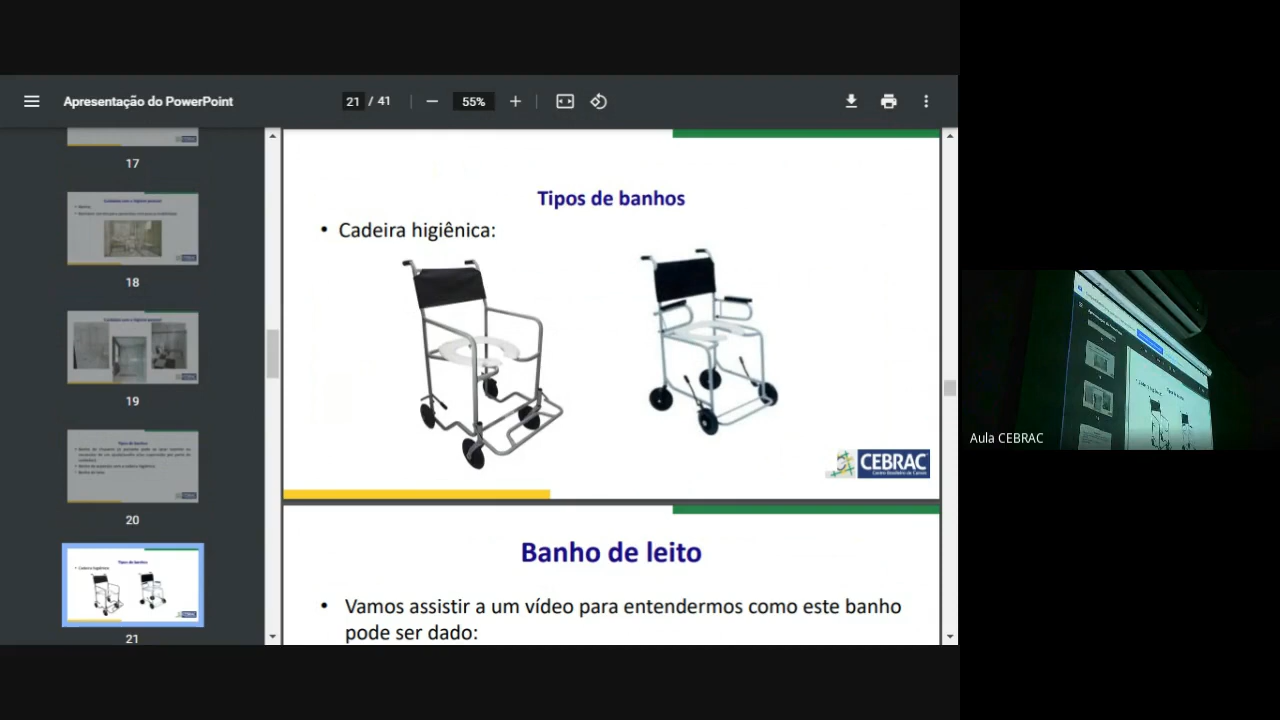 Apresentação do PowerPoint
21 / 41
55%
17
18
19
20
21
Tipos de banhos
• Cadeira higiênica:
CEBRAC
Banho de leito
• Vamos assistir a um vídeo para entendermos como este banho
pode ser dado:
Aula CEBRAC